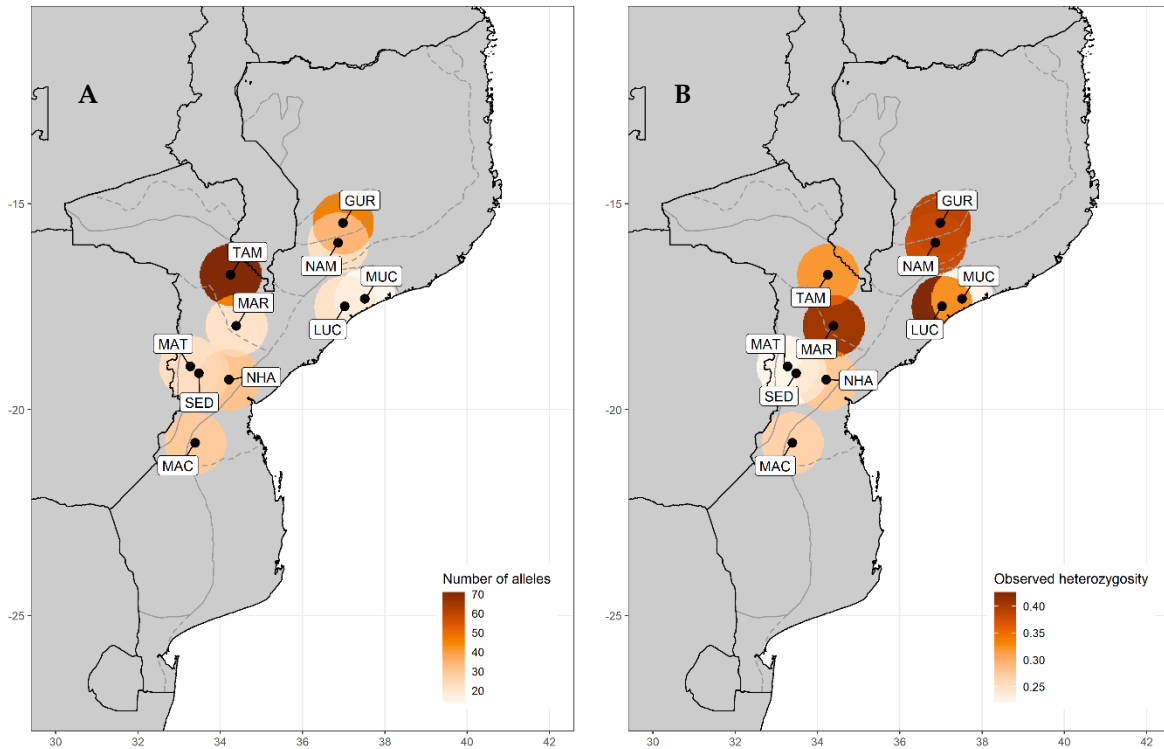 A
B
-15
-20
-25
GUR
TAM
NAM
MUC
MAR
LUC
MAT
SED
NHA
MAC
Number of alleles
70
60
50
40
30
20
30
32
34
36
38
40
42
-15
-20
-25
GUR
NAM
MUC
TAM
LUC
MAT
MAR
SED
NHA
MAC
Observed heterozygosity
0.40
0.35
0.30
0.25
30
32
34
36
38
40
42